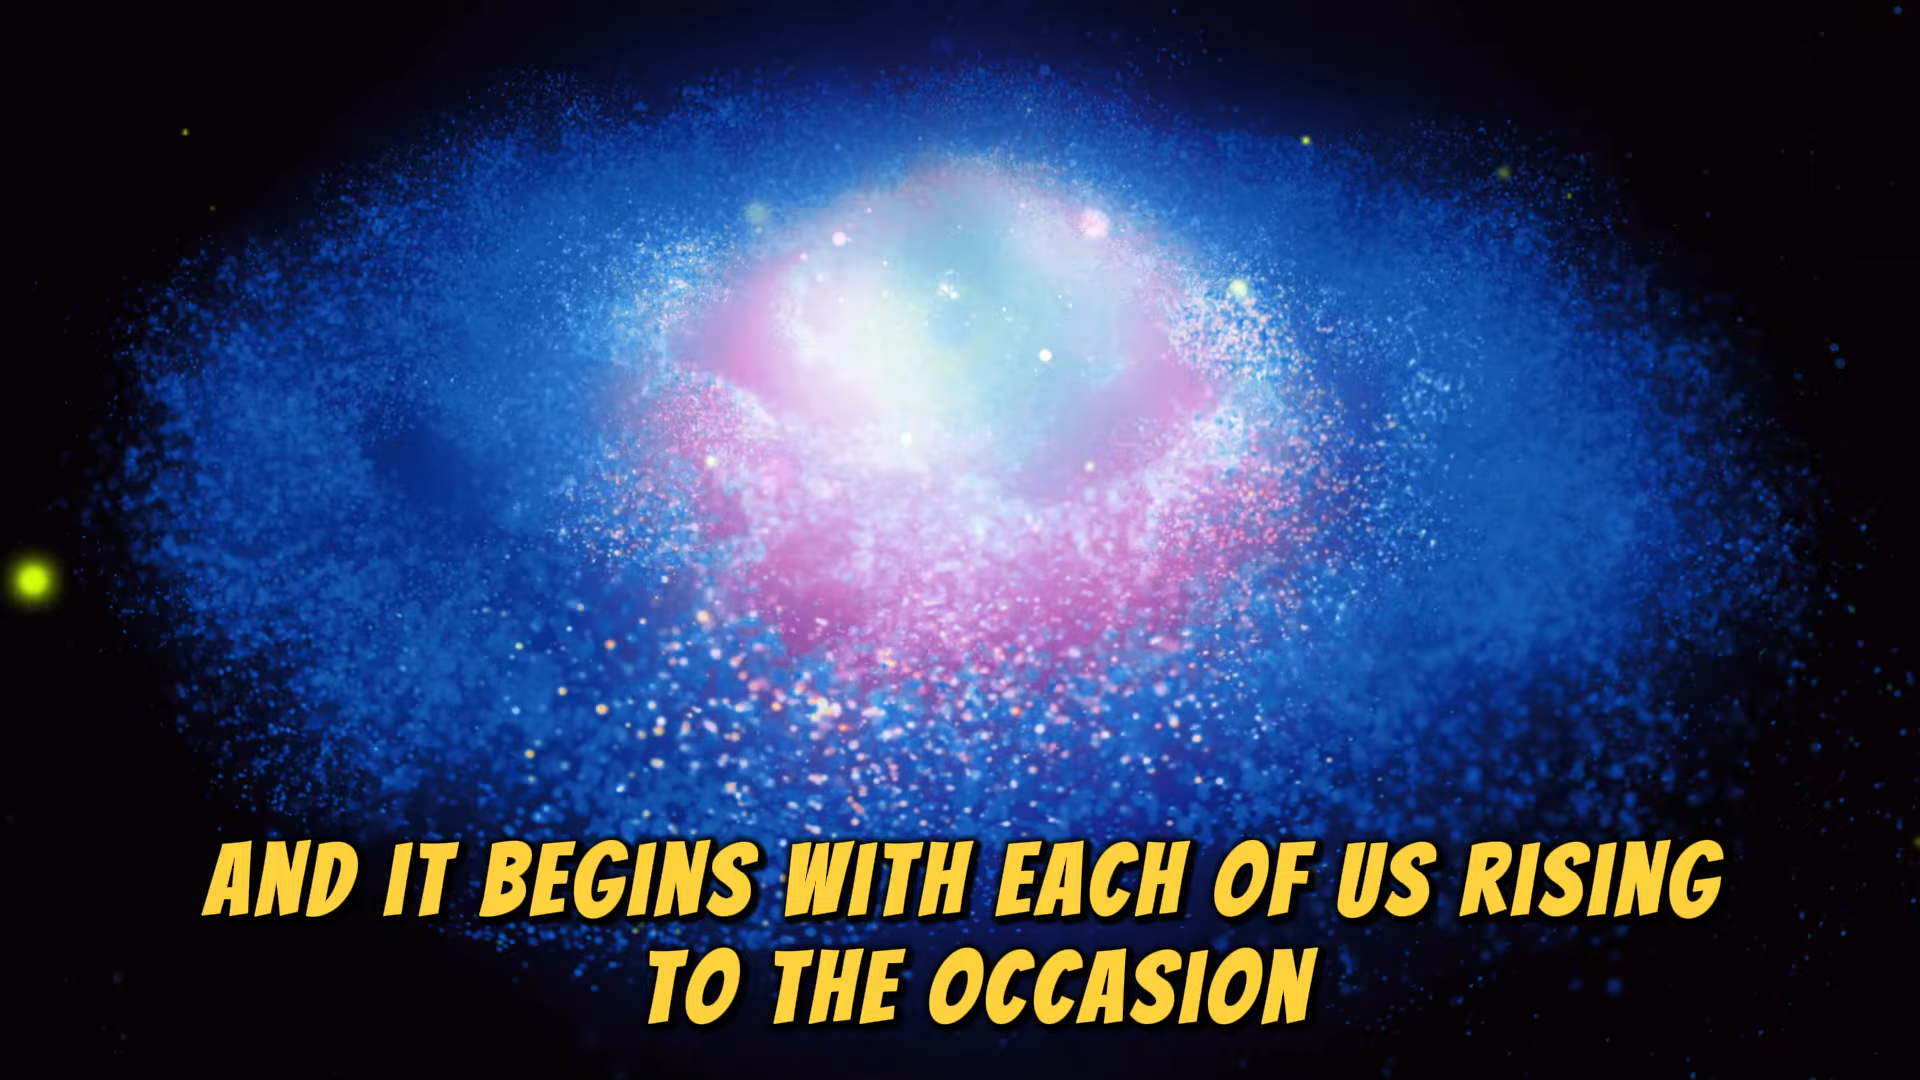 AND IT BEGINS WITH EACH OF US RISING
TO THE OCCASION